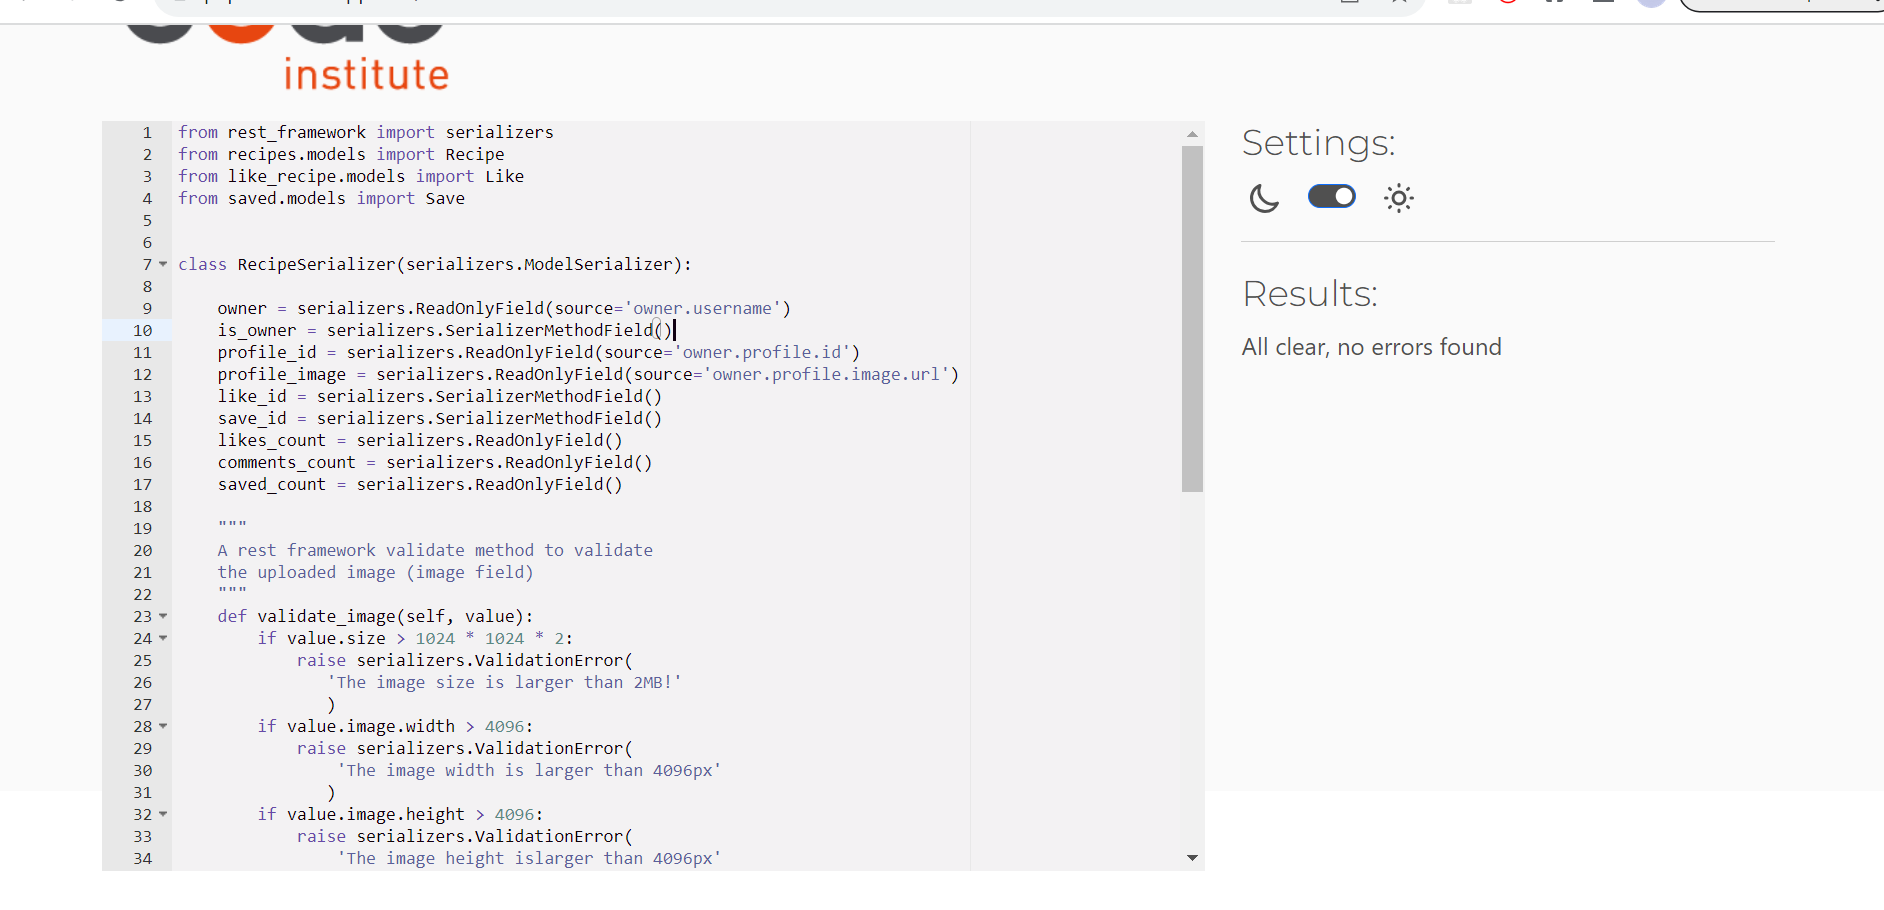 institute
1 from rest_framework import serializers
2 from recipes.models import Recipe
3 from like_recipe.models import Like
4 from saved.models import Save
5
6
7 class RecipeSerializer(serializers.ModelSerializer):
8
9 owner = serializers.ReadOnlyField(source='owner.username')
10 is_owner = serializers.SerializerMethodField()
11 profile_id = serializers.ReadOnlyField(source='owner.profile.id')
12 profile_image = serializers.ReadOnlyField(source='owner.profile.image.url')
13 like_id = serializers.SerializerMethodField()
14 save_id = serializers.SerializerMethodField()
15 likes_count = serializers.ReadOnlyField()
16 comments_count = serializers.ReadOnlyField()
17 saved_count = serializers.ReadOnlyField()
18
19 """
20 A rest framework validate method to validate
21 the uploaded image (image field)
22 """
23 def validate_image(self, value):
24 if value.size > 1024 * 1024 * 2:
25 raise serializers.ValidationError(
26 'The image size is larger than 2MB!'
27 )
28 if value.image.width > 4096:
29 raise serializers.ValidationError(
30 'The image width is larger than 4096px'
31 )
32 if value.image.height > 4096:
33 raise serializers.ValidationError(
34 'The image height islarger than 4096px'
Settings:
Results:
All clear, no errors found